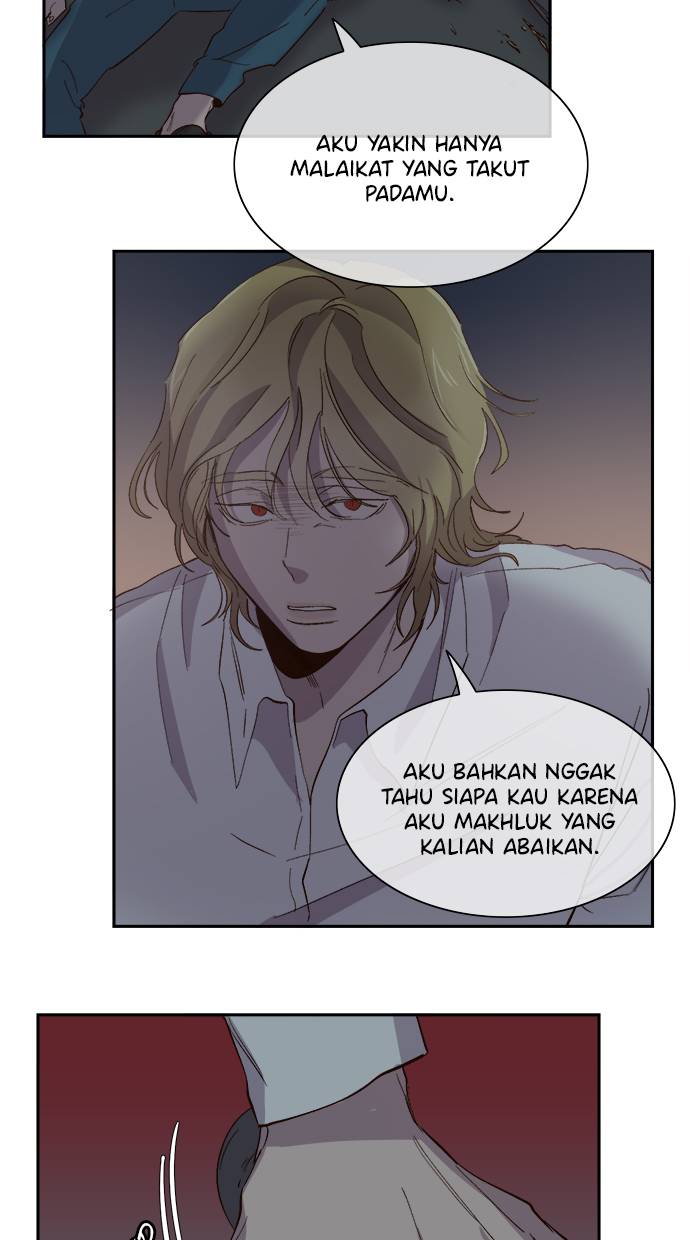 AKU YAKIN HANYA
MALAIKAT YANG TAKUT
PADAMU.
AKU BAHKAN NGGAK
TAHU SIAPA KAU KARENA
AKU MAKHLUK YANG
KALIAN ABAIKAN.